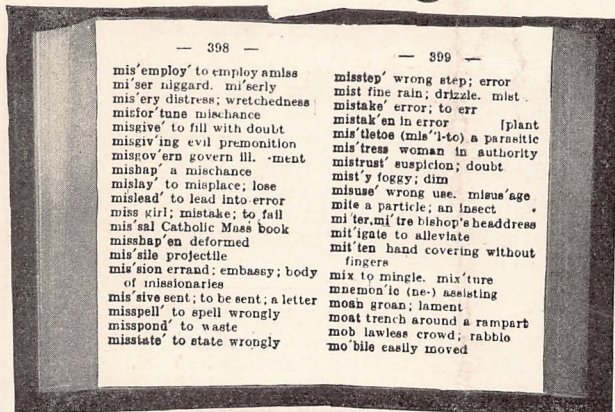 — 398 —
mis'employ' to employ amiss
mi'ser niggard. mi'serly
mis'ery distress; wretchedness
misfor'tune mischance
misgive' to fill with doubt
misgiv'ing evil premonition
misgov'ern govern ill. -ment
mishap' a mischance
mislay' to misplace; lose
mislead' to lead into error
miss girl; mistake; to fail
mis'sal Catholic Mass book
misshap'en deformed
mis'sile projectile
mis'sion errand; embassy; body
of missionaries
mis'sive sent; to be sent; a letter
misspell' to spell wrongly
misspond' to waste
misstate' to state wrongly
— 399 —
misstep' wrong step; error
mist fine rain; drizzle. mist
mistake' error; to err
mistak'en in error [plant
mis'tletoe (mis''l-to) a parasitic
mis'tress woman in authority
mistrust' suspicion; doubt
mist'y foggy; dim
misuse' wrong use. misus'age
mite a particle; an insect
mi'ter, mi'tre bishop's headdress
mit'igate to alleviate
mit'ten hand covering without
fingers
mix to mingle. mix'ture
mnemon'ic (ne-) assisting
moan groan; lament
moat trench around a rampart
mob lawless crowd; rabble
mo'bile easily moved